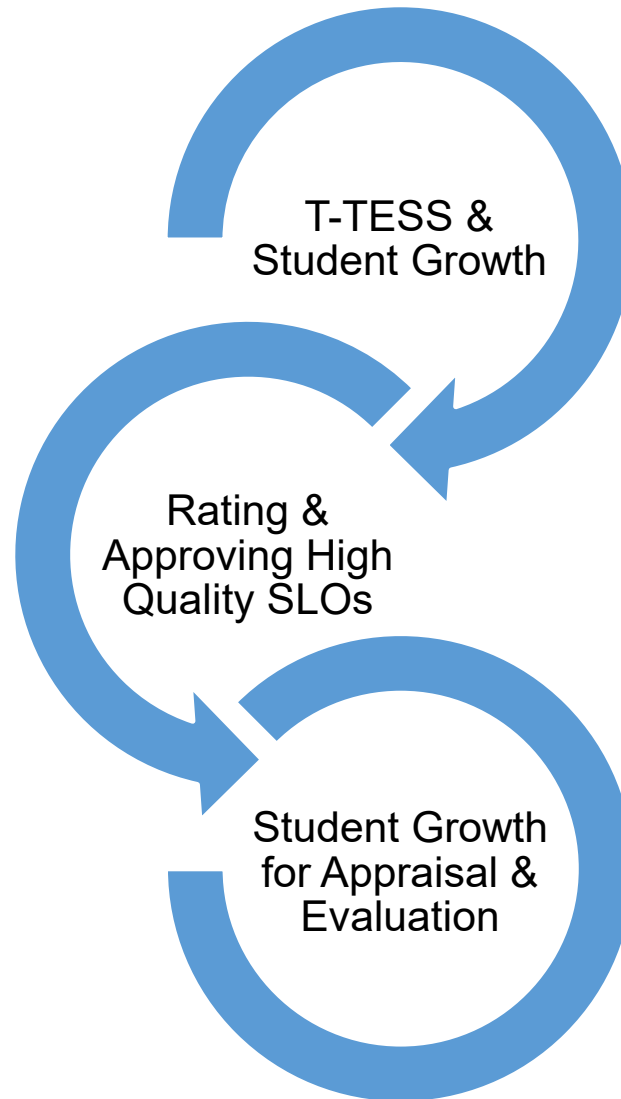 T-TESS &
Student Growth
Rating &
Approving High
Quality SLOs
Student Growth
for Appraisal &
Evaluation